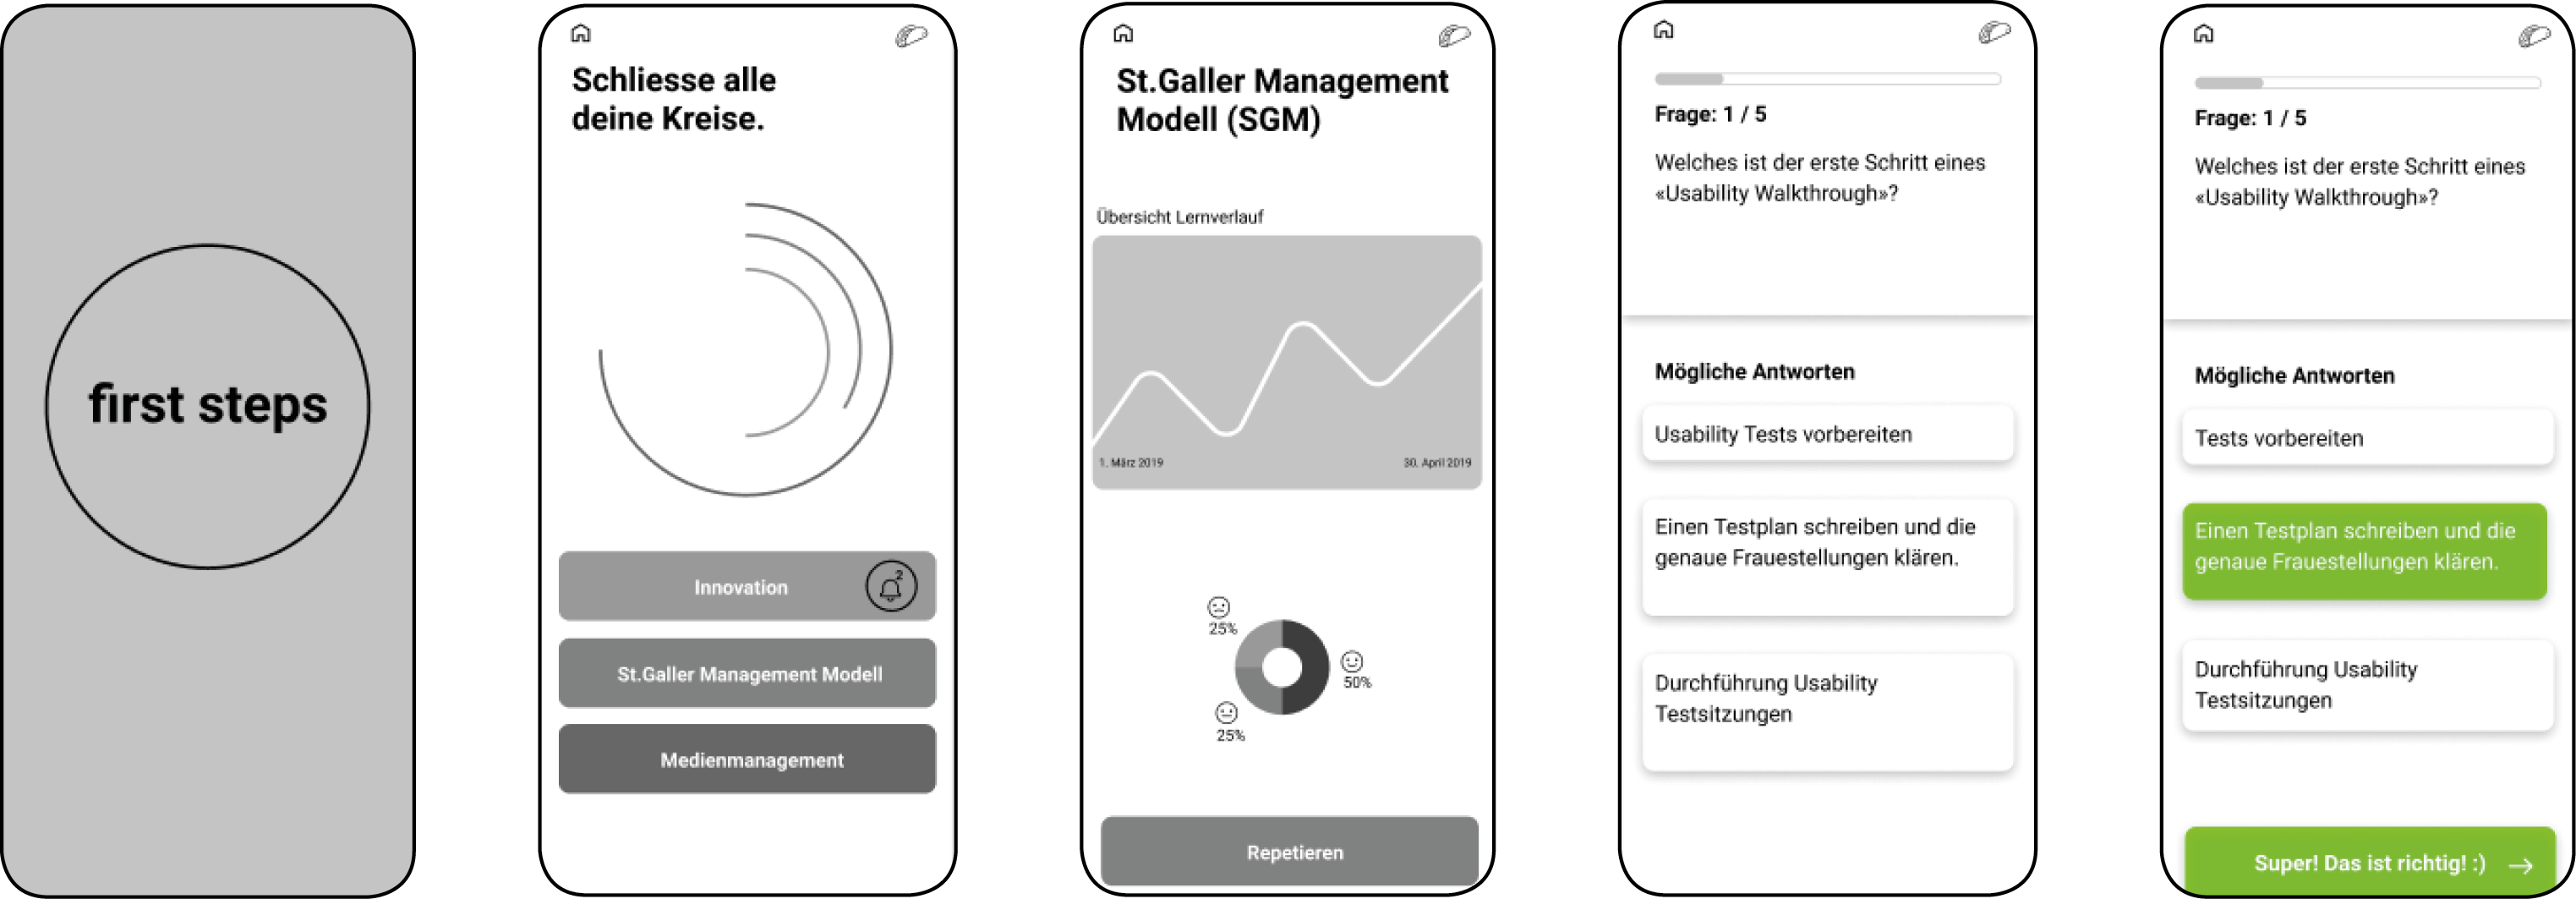 first steps
Schliesse alle
deine Kreise.
Innovation
2
St.Galler Management Modell
Medienmanagement
St.Galler Management
Modell (SGM)
Übersicht Lernverlauf
1. März 2019
30. April 2019
25%
50%
25%
Repetieren
Frage: 1 / 5
Welches ist der erste Schritt eines
«Usability Walkthrough»?
Mögliche Antworten
Usability Tests vorbereiten
Einen Testplan schreiben und die
genaue Frauestellungen klären.
Durchführung Usability
Testsitzungen
Frage: 1 / 5
Welches ist der erste Schritt eines
«Usability Walkthrough»?
Mögliche Antworten
Tests vorbereiten
Einen Testplan schreiben und die
genaue Frauestellungen klären.
Durchführung Usability
Testsitzungen
Super! Das ist richtig! :)